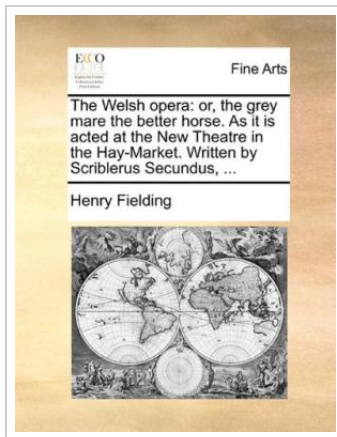 ECCO
Fine Arts
The Welsh opera: or, the grey
mare the better horse. As it is
acted at the New Theatre in
the Hay-Market. Written by
Scriblerus Secundus, ...
Henry Fielding